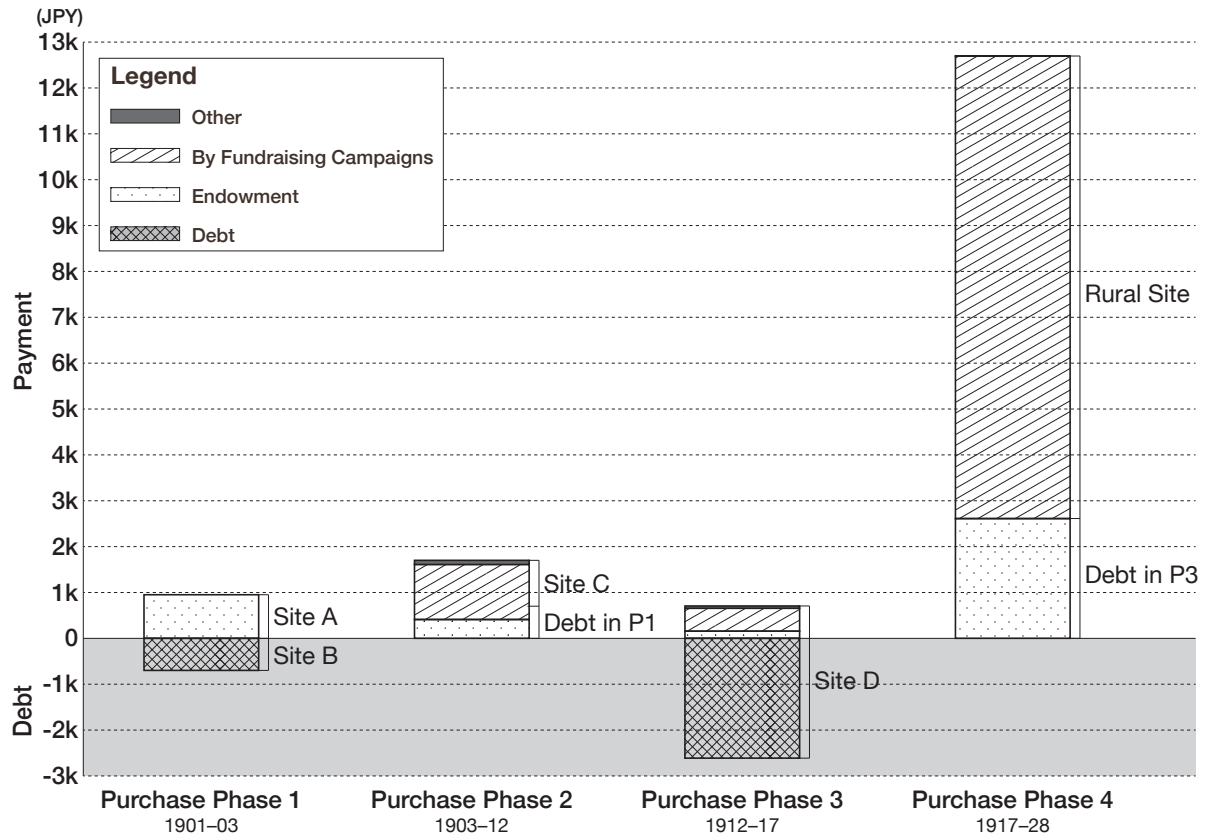 (JPY)
13k
12k
11k
10k
9k
8k
7k
6k
5k
4k
3k
2k
1k
0
-1k
-2k
-3k
Payment
Debt
Legend
Other
By Fundraising Campaigns
Endowment
Debt
Site A
Site B
Site C
Debt in P1
Site D
Rural Site
Debt in P3
Purchase Phase 1
1901–03
Purchase Phase 2
1903–12
Purchase Phase 3
1912–17
Purchase Phase 4
1917–28